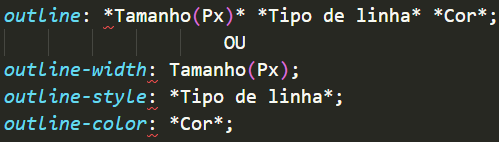 outline: *Tamanho(Px)* *Tipo de linha* *Cor*;
OU
outline-width: Tamanho(Px);
outline-style: *Tipo de linha*;
outline-color: *Cor*;